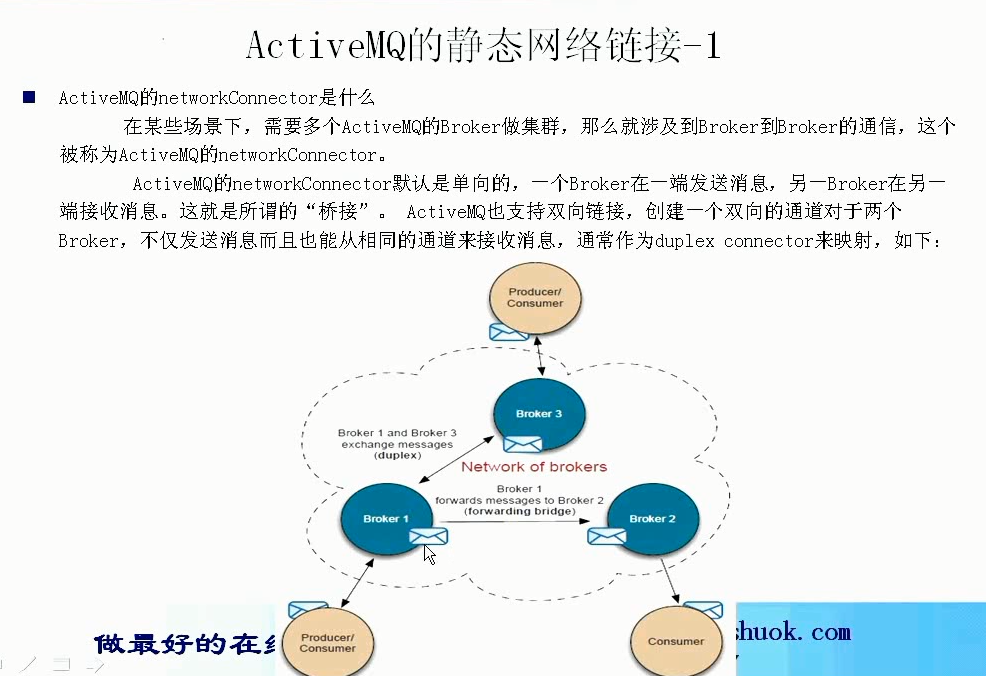 ActiveMQ的静态网络链接-1
ActiveMQ的networkConnector是什么
在某些场景下，需要多个ActiveMQ的Broker做集群，那么就涉及到Broker到Broker的通信，这个
被称为ActiveMQ的networkConnector。
ActiveMQ的networkConnector默认是单向的，一个Broker在一端发送消息，另一Broker在另一
端接收消息。这就是所谓的“桥接”。 ActiveMQ也支持双向链接，创建一个双向的通道对于两个
Broker，不仅发送消息而且也能从相同的通道来接收消息，通常作为duplex connector来映射，如下：
Producer/
Consumer
Broker 3
Broker 1 and Broker 3
exchange messages
(duplex)
Network of brokers
Broker 1
forwards messages to Broker 2
(forwarding bridge)
Broker 1
Broker 2
Producer/
Consumer
Consumer
做最好的在
shuok.com